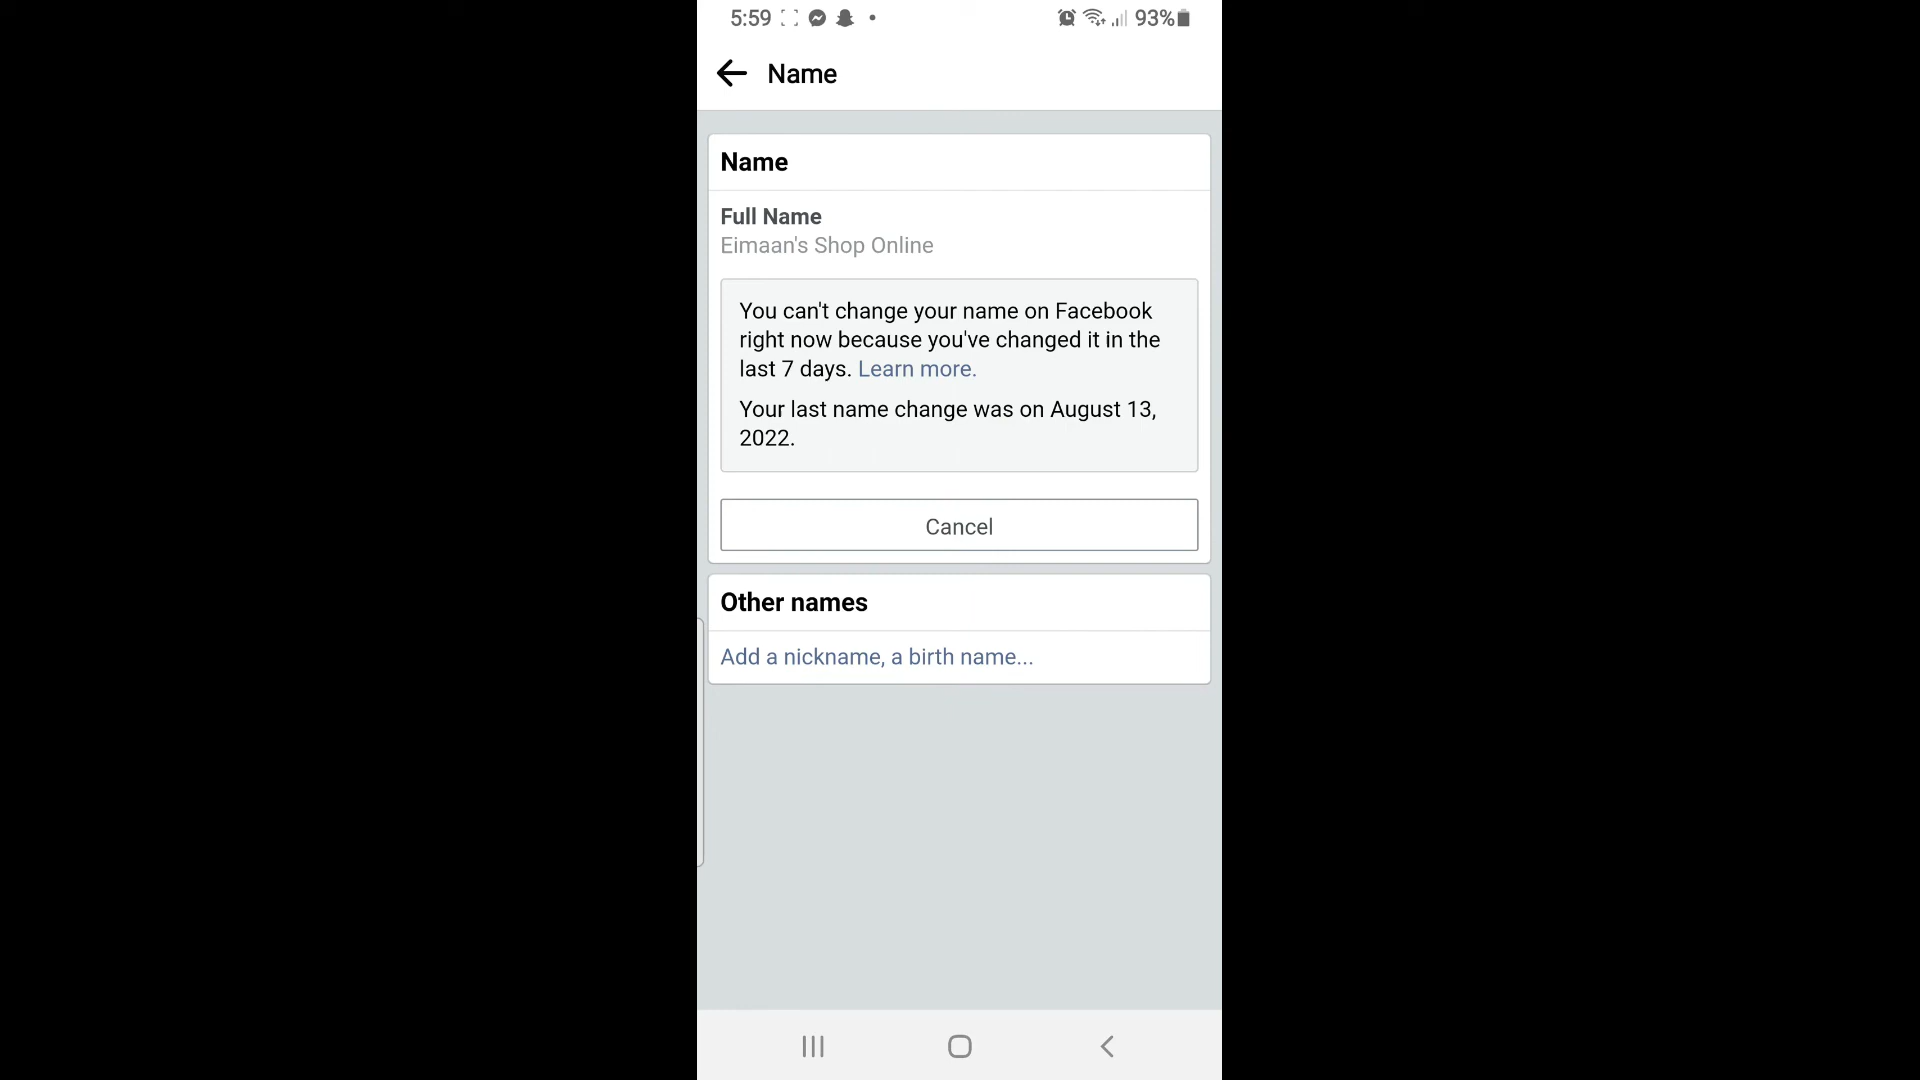 5:59
93%
Name
Name
Full Name
Eimaan's Shop Online
You can't change your name on Facebook
right now because you've changed it in the
last 7 days. Learn more.
Your last name change was on August 13,
2022.
Cancel
Other names
Add a nickname, a birth name...